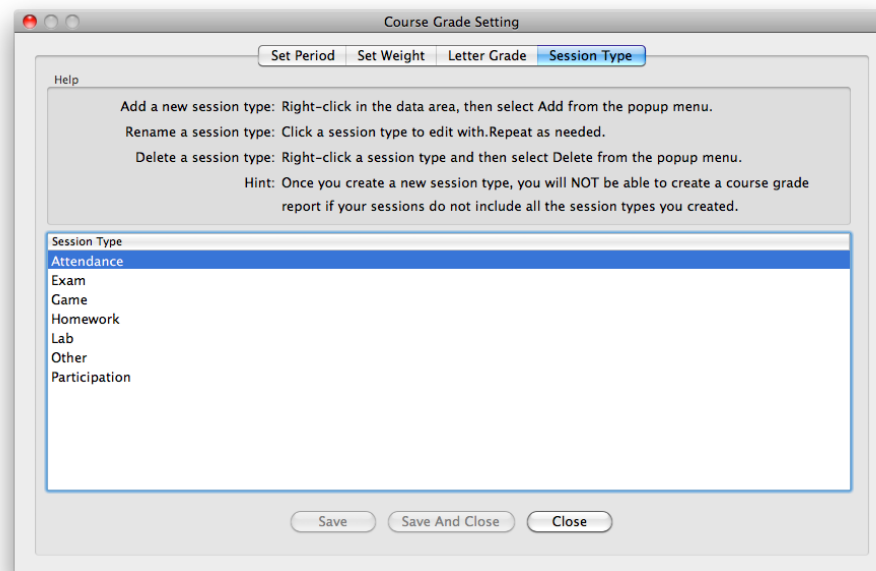 Course Grade Setting
Set Period Set Weight Letter Grade Session Type
Help
Add a new session type: Right-click in the data area, then select Add from the popup menu.
Rename a session type: Click a session type to edit with.Repeat as needed.
Delete a session type: Right-click a session type and then select Delete from the popup menu.
Hint: Once you create a new session type, you will NOT be able to create a course grade
report if your sessions do not include all the session types you created.
Session Type
Attendance
Exam
Game
Homework
Lab
Other
Participation
Save Save And Close Close